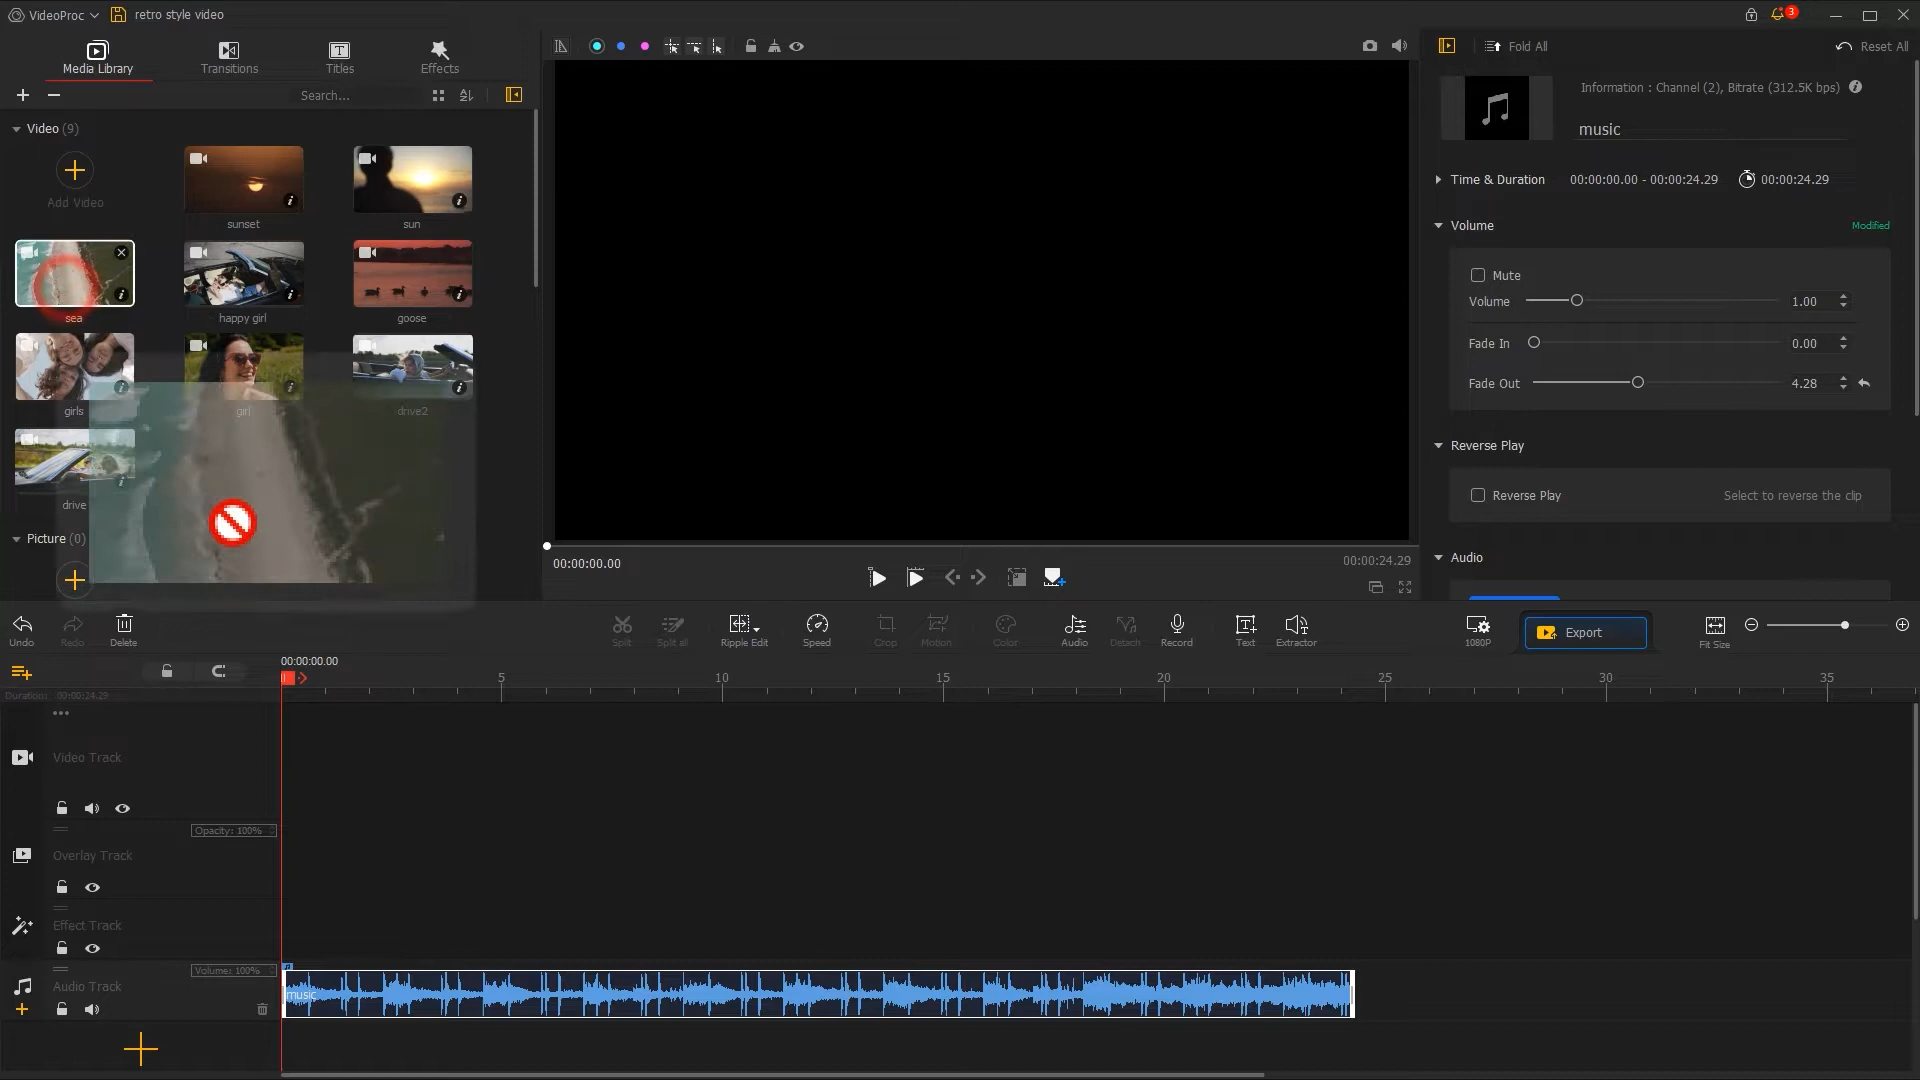 VideoProc
retro style video
3
Media Library
Transitions
Titles
Effects
Search...
Fold All
Reset All
Video (9)
Add Video
sunset
sun
sea
happy girl
goose
girls
girl
drive2
drive
Picture (0)
Information : Channel (2), Bitrate (312.5K bps)
music
Time & Duration 00:00:00.00 - 00:00:24.29 00:00:24.29
Volume Modified
Mute
Volume 1.00
Fade In 0.00
Fade Out 4.28
Reverse Play
Reverse Play Select to reverse the clip
Audio
00:00:00.00
00:00:24.29
Undo
Redo
Delete
Split
Split all
Ripple Edit
Speed
Crop
Motion
Color
Audio
Detach
Record
Text
Extractor
1080P
Export
Fit Size
00:00:00.00
5 10 15 20 25 30 35
Duration: 00:00:24.29
Video Track
Opacity: 100%
Overlay Track
Effect Track
Volume: 100%
Audio Track
music